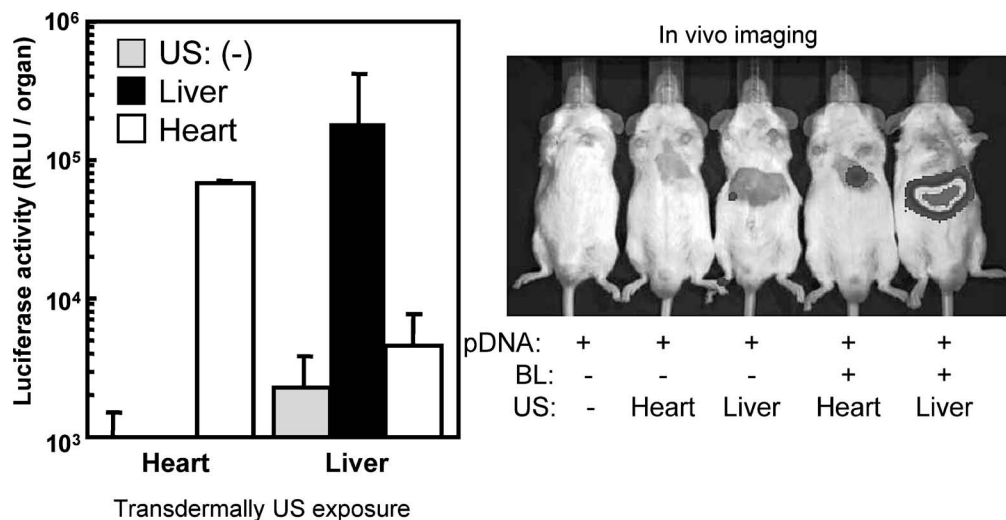 Luciferase activity (RLU / organ)
10⁶
10⁵
10⁴
10³
US: (-)
Liver
Heart
Heart Liver
Transdermally US exposure
In vivo imaging
pDNA: + + + + +
BL: - - - + +
US: - Heart Liver Heart Liver